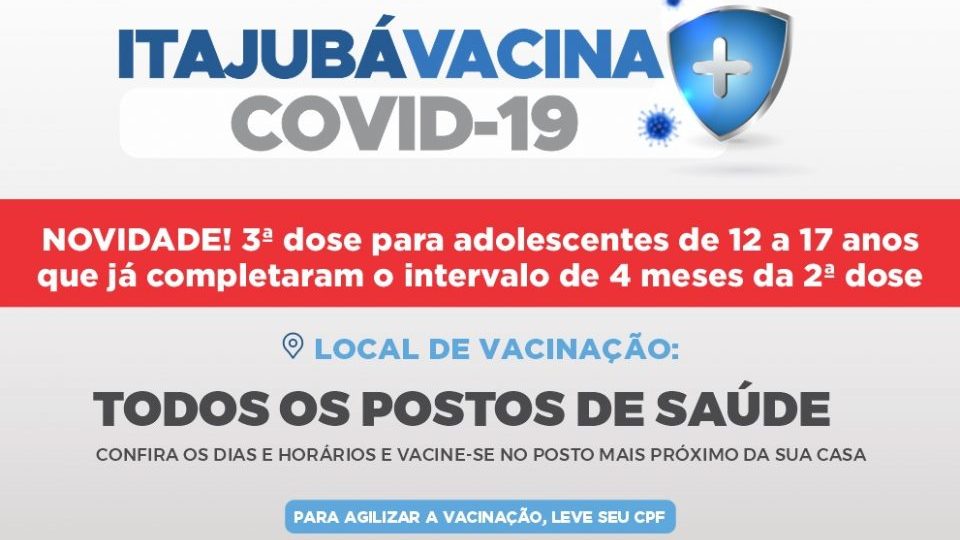 ITAJUBÁVACINA
COVID-19
NOVIDADE! 3ª dose para adolescentes de 12 a 17 anos
que já completaram o intervalo de 4 meses da 2ª dose
LOCAL DE VACINAÇÃO:
TODOS OS POSTOS DE SAÚDE
CONFIRA OS DIAS E HORÁRIOS E VACINE-SE NO POSTO MAIS PRÓXIMO DA SUA CASA
PARA AGILIZAR A VACINAÇÃO, LEVE SEU CPF